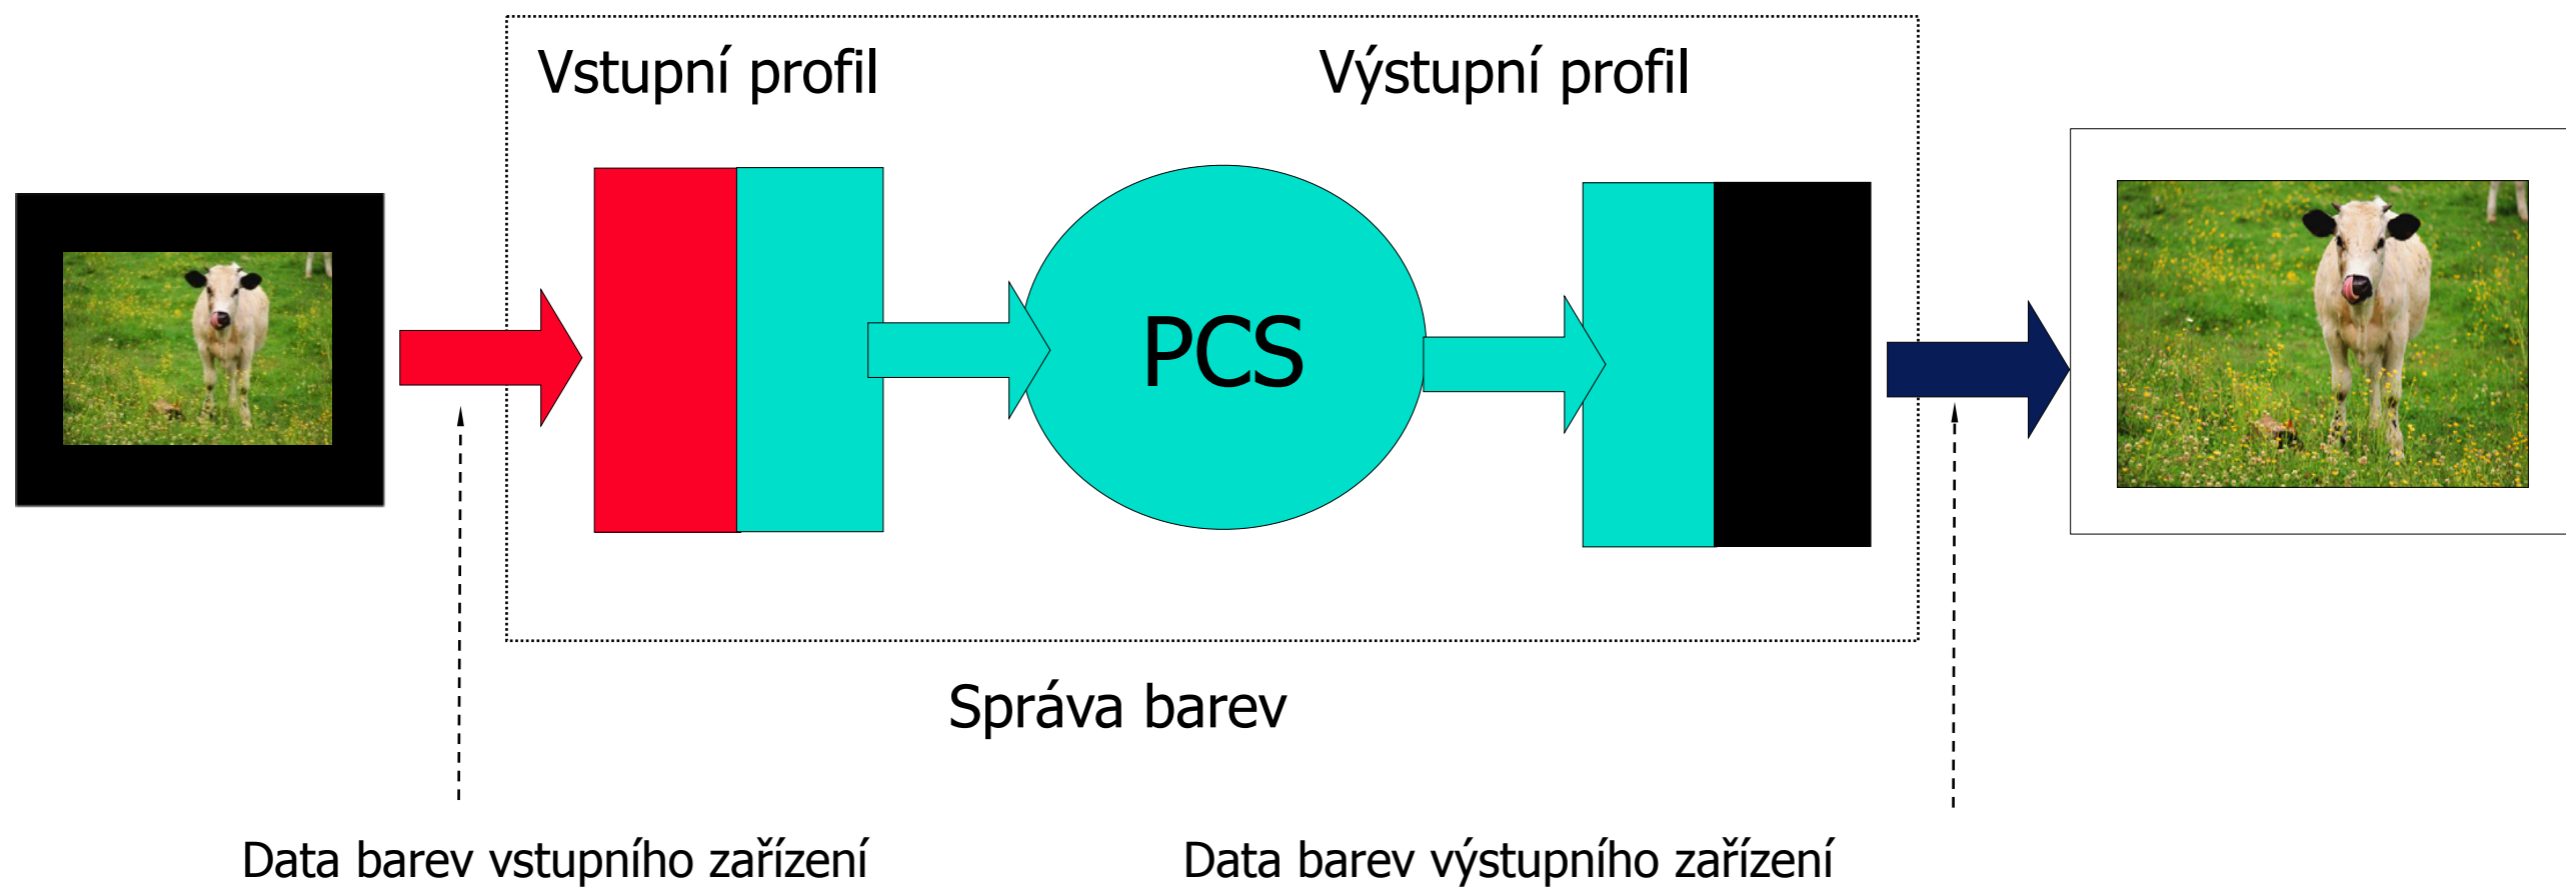 Vstupní profil
Výstupní profil
PCS
Správa barev
Data barev vstupního zařízení
Data barev výstupního zařízení